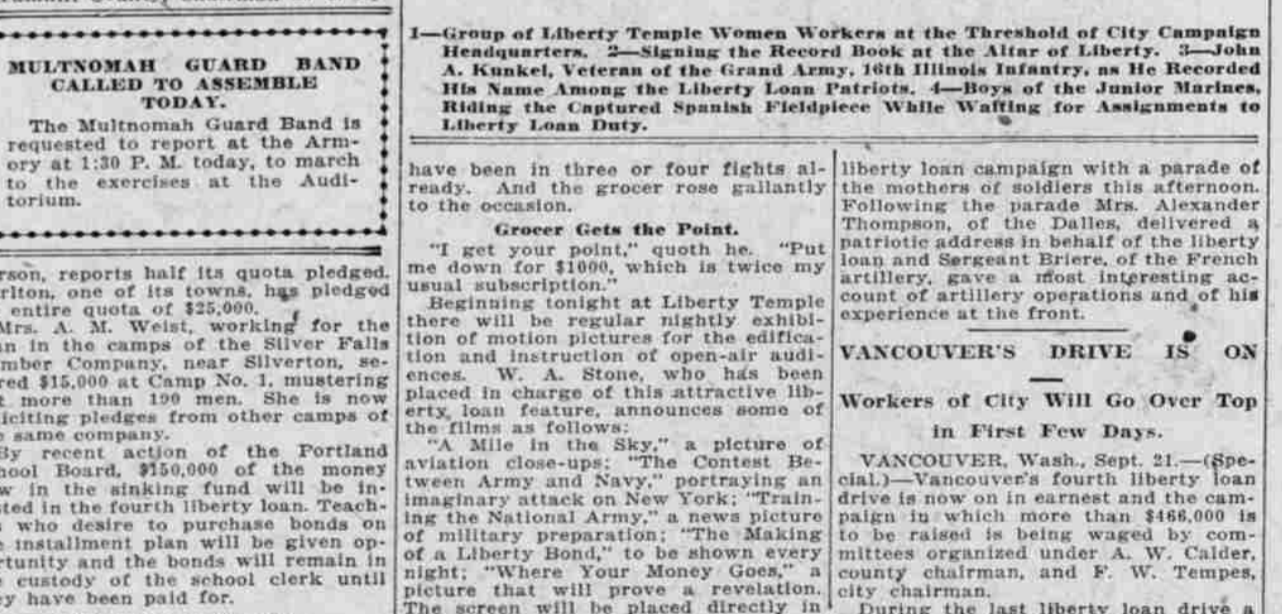 MULTNOMAH GUARD BAND
CALLED TO ASSEMBLE
TODAY.
The Multnomah Guard Band is
requested to report at the Arm-
ory at 1:30 P. M. today, to march
to the exercises at the Audi-
torium.
rson, reports half its quota pledged.
rlton, one of its towns, has pledged
entire quota of $25,000.
Mrs. A. M. Weist, working for the
an in the camps of the Silver Falls
mber Company, near Silverton, se-
red $15,000 at Camp No. 1, mustering
t more than 190 men. She is now
liciting pledges from other camps of
e same company.
By recent action of the Portland
hool Board, $150,000 of the money
w in the sinking fund will be in-
sted in the fourth liberty loan. Teach-
s who desire to purchase bonds on
e installment plan will be given op-
rtunity and the bonds will remain in
e custody of the school clerk until
ey have been paid for.
1—Group of Liberty Temple Women Workers at the Threshold of City Campaign
Headquarters. 2—Signing the Record Book at the Altar of Liberty. 3—John
A. Kunkel, Veteran of the Grand Army, 16th Illinois Infantry, as He Recorded
His Name Among the Liberty Loan Patriots. 4—Boys of the Junior Marines,
Riding the Captured Spanish Fieldpiece While Waiting for Assignments to
Liberty Loan Duty.
have been in three or four fights al-
ready. And the grocer rose gallantly
to the occasion.
Grocer Gets the Point.
"I get your point," quoth he. "Put
me down for $1000, which is twice my
usual subscription."
Beginning tonight at Liberty Temple
there will be regular nightly exhibi-
tion of motion pictures for the edifica-
tion and instruction of open-air audi-
ences. W. A. Stone, who has been
placed in charge of this attractive lib-
erty loan feature, announces some of
the films as follows:
"A Mile in the Sky," a picture of
aviation close-ups; "The Contest Be-
tween Army and Navy," portraying an
imaginary attack on New York; "Train-
ing the National Army," a news picture
of military preparation; "The Making
of a Liberty Bond," to be shown every
night; "Where Your Money Goes," a
picture that will prove a revelation.
The screen will be placed directly in
liberty loan campaign with a parade of
the mothers of soldiers this afternoon.
Following the parade Mrs. Alexander
Thompson, of the Dalles, delivered a
patriotic address in behalf of the liberty
loan and Sergeant Briere, of the French
artillery, gave a most interesting ac-
count of artillery operations and of his
experience at the front.
VANCOUVER'S DRIVE IS ON
Workers of City Will Go Over Top
in First Few Days.
VANCOUVER, Wash., Sept. 21.—(Spe-
cial.)—Vancouver's fourth liberty loan
drive is now on in earnest and the cam-
paign in which more than $466,000 is
to be raised is being waged by com-
mittees organized under A. W. Calder,
county chairman, and F. W. Tempes,
city chairman.
During the last liberty loan drive a